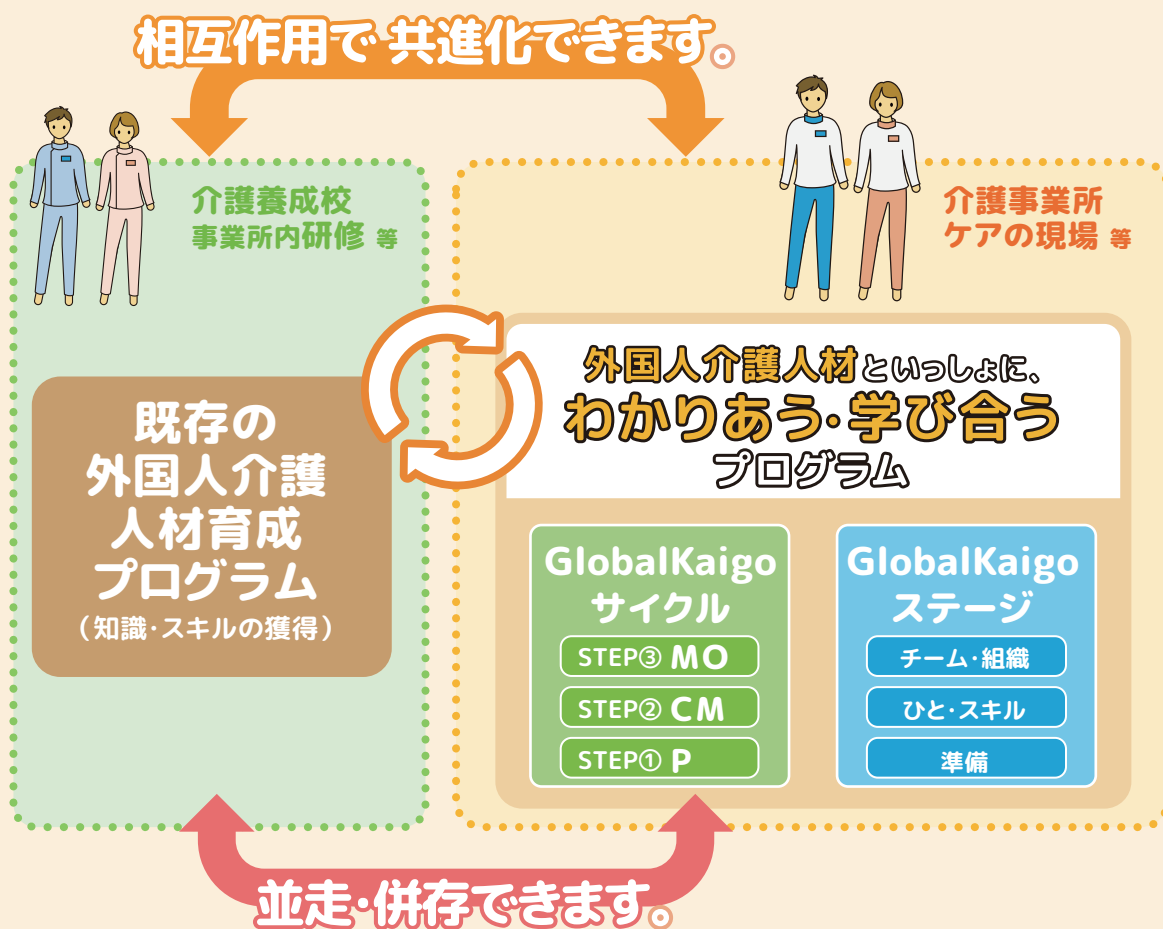 相互作用で 共進化できます。
介護養成校
事業所内研修 等
介護事業所
ケアの現場 等
既存の
外国人介護
人材育成
プログラム
(知識・スキルの獲得)
外国人介護人材といっしょに、
わかりあう・学び合う
プログラム
GlobalKaigo
サイクル
STEP③ MO
STEP② CM
STEP① P
GlobalKaigo
ステージ
チーム・組織
ひと・スキル
準備
並走・併存できます。